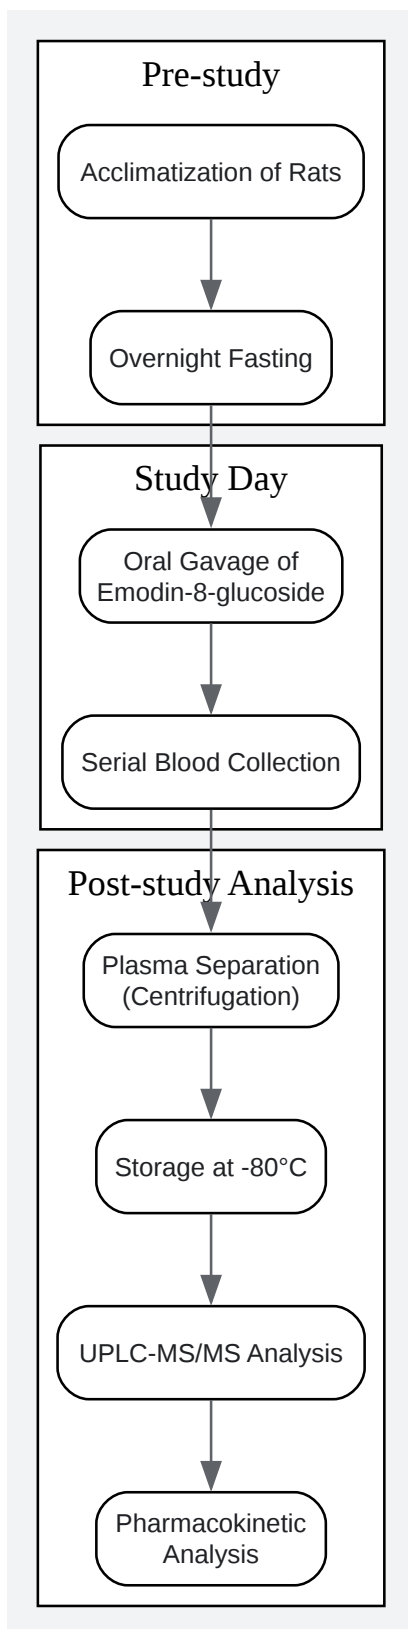 Pre-study
Acclimatization of Rats
Overnight Fasting
Study Day
Oral Gavage of
Emodin-8-glucoside
Serial Blood Collection
Post-study Analysis
Plasma Separation
(Centrifugation)
Storage at -80°C
UPLC-MS/MS Analysis
Pharmacokinetic
Analysis